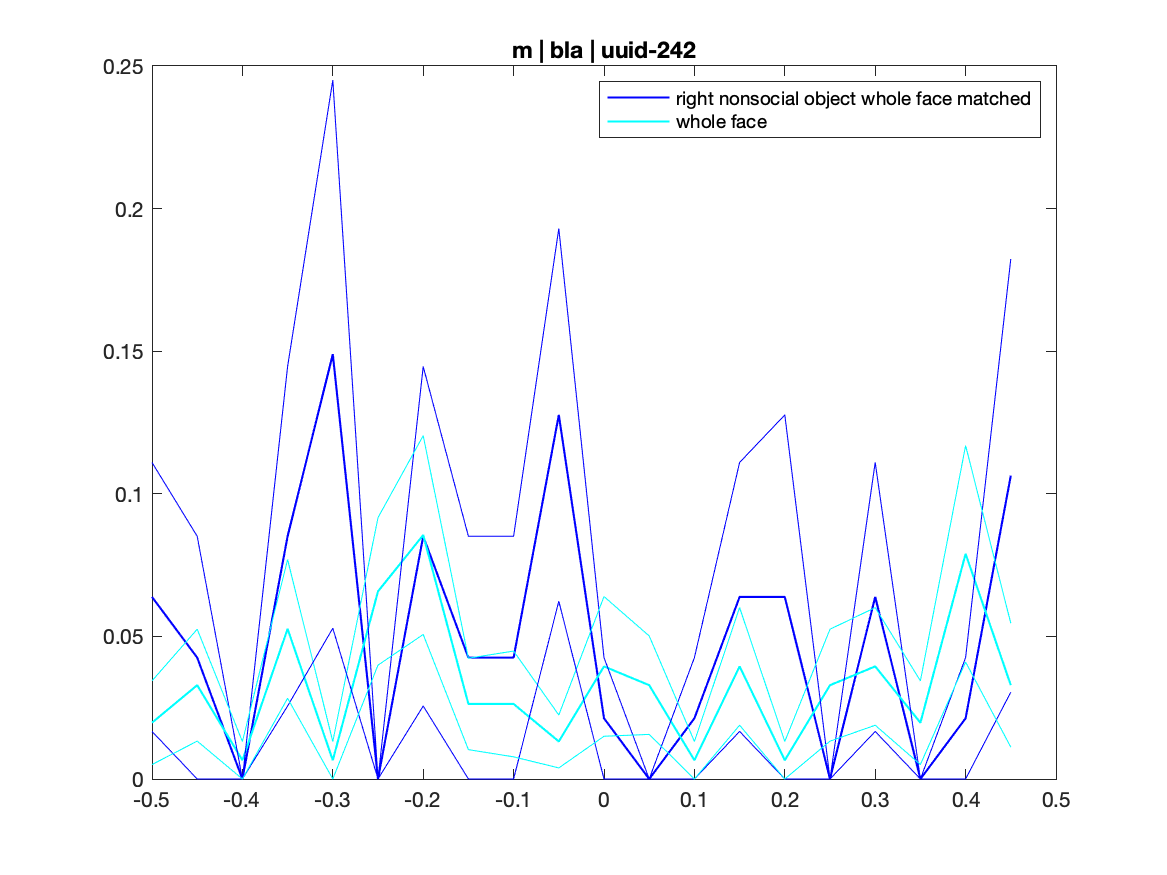 m | bla | uuid-242
right nonsocial object whole face matched
whole face
0.25
0.2
0.15
0.1
0.05
0
-0.5 -0.4 -0.3 -0.2 -0.1 0 0.1 0.2 0.3 0.4 0.5